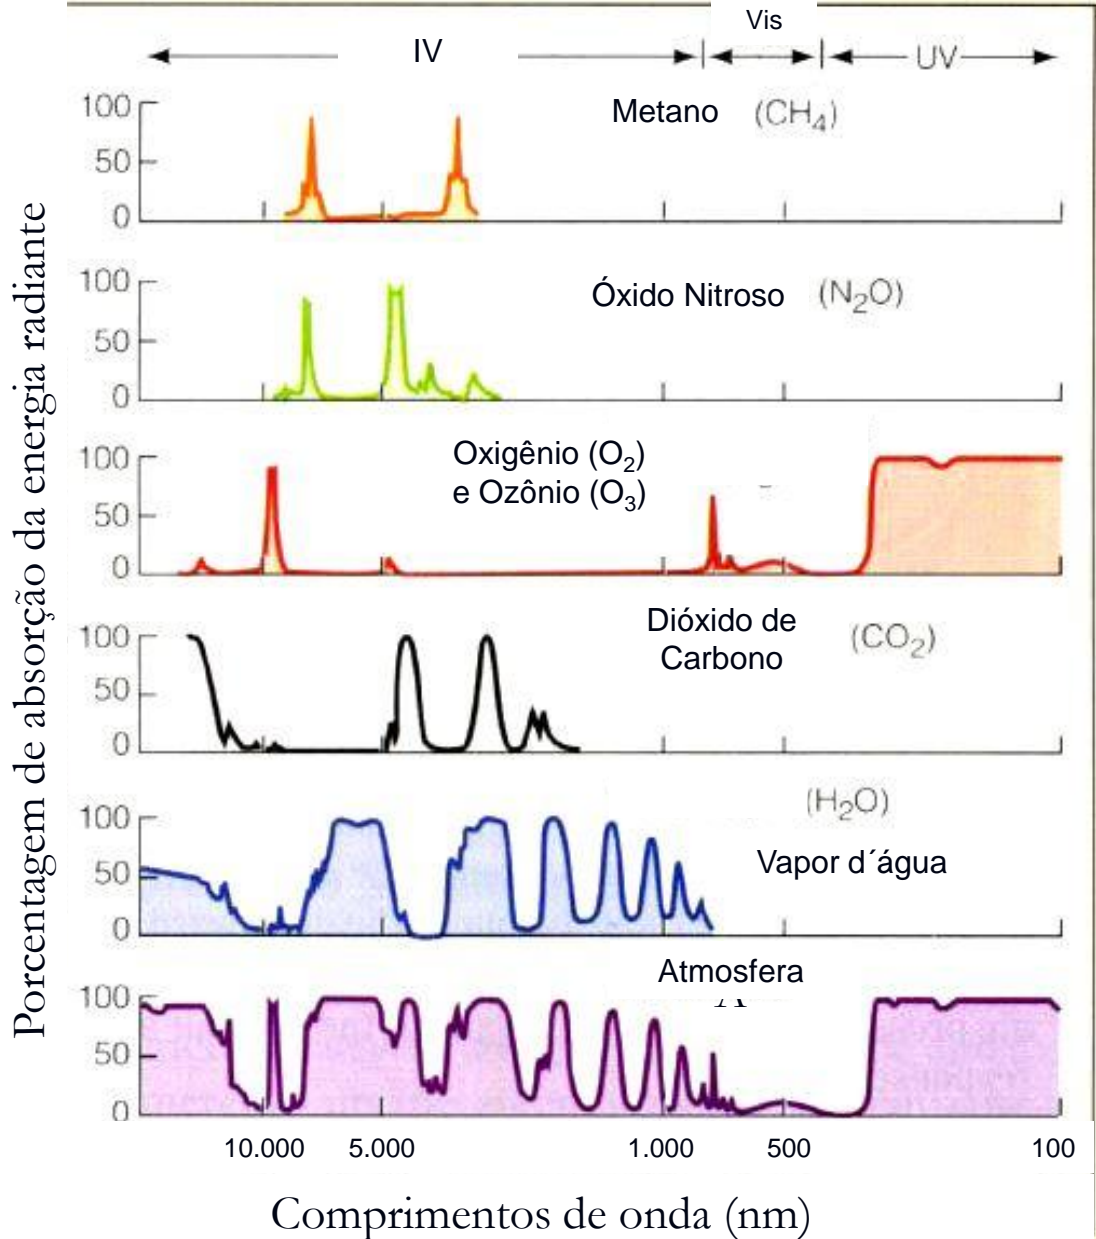 Vis
IV
UV
Metano (CH4)
100
50
0
Óxido Nitroso (N2O)
100
50
0
Oxigênio (O2)
e Ozônio (O3)
100
50
0
Dióxido de
Carbono
(CO2)
100
50
0
(H2O)
Vapor d´água
100
50
0
Atmosfera
100
50
0
10.000 5.000 1.000 500 100
Comprimentos de onda (nm)
Porcentagem de absorção da energia radiante